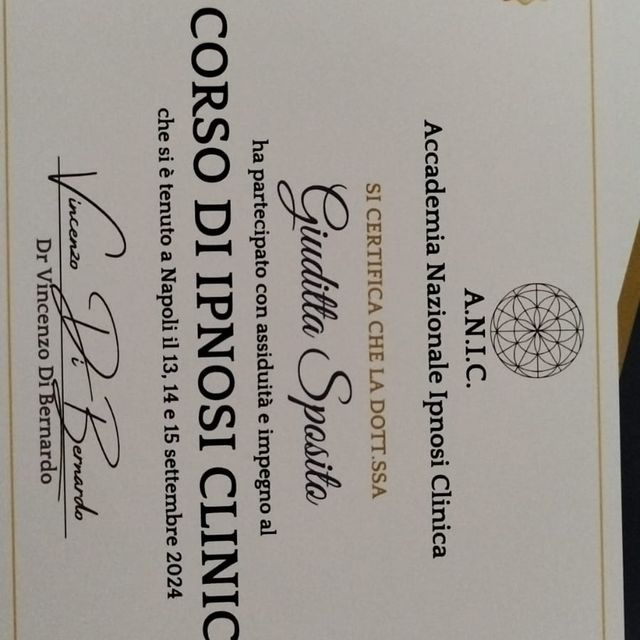 A.N.I.C.
Accademia Nazionale Ipnosi Clinica
SI CERTIFICA CHE LA DOTT.SSA
Giuditta Sposito
ha partecipato con assiduità e impegno al
CORSO DI IPNOSI CLINIC
che si è tenuto a Napoli il 13, 14 e 15 settembre 2024
Vincenzo Di Bernardo
Dr Vincenzo Di Bernardo